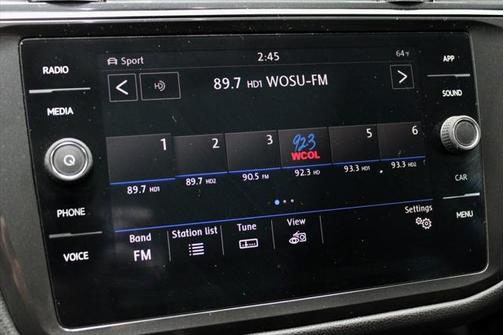 RADIO
MEDIA
PHONE
VOICE
Sport
2:45
64°F
89.7 HD1 WOSU-FM
1
2
3
923
WCOL
5
6
89.7 HD1
89.7 HD2
90.5 FM
92.3 HD
93.3 HD1
93.3 HD2
Band
FM
Station list
Tune
View
Settings
APP
SOUND
CAR
MENU